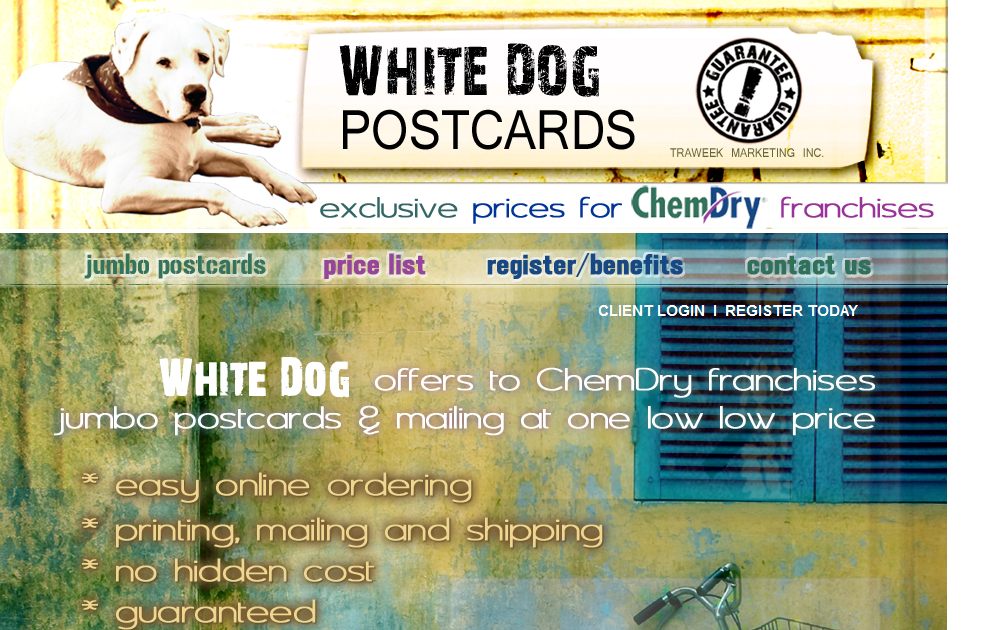 WHITE DOG
POSTCARDS
GUARANTEE
GUARANTEE
TRAWEEK MARKETING INC.
exclusive prices for ChemDry franchises
jumbo postcards price list register/benefits contact us
CLIENT LOGIN | REGISTER TODAY
WHITE DOG offers to ChemDry franchises
jumbo postcards & mailing at one low low price
* easy online ordering
* printing, mailing and shipping
* no hidden cost
* guaranteed